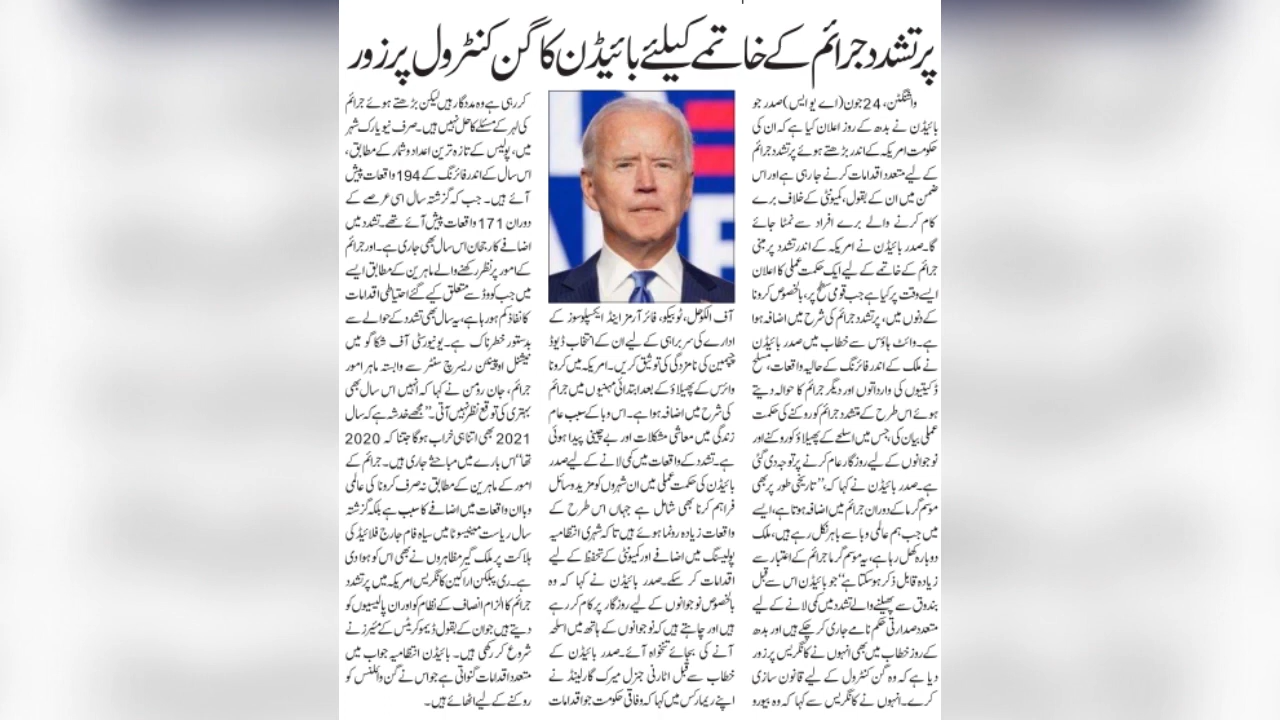 پرتشدد جرائم کے خاتمے کیلئے بائیڈن کا گن کنٹرول پر زور
واشنگٹن، 24 جون (اے یو ایس) صدر جو
بائیڈن نے بدھ کے روز اعلان کیا ہے کہ ان کی
حکومت امریکہ کے اندر بڑھتے ہوئے پرتشدد جرائم
کے لیے متعدد اقدامات کرنے جا رہی ہے اور اس
ضمن میں ان کے بقول، کمیونٹی کے خلاف برے
کام کرنے والے برے افراد سے نمٹا جائے
گا۔ صدر بائیڈن نے امریکہ کے اندر تشدد پر مبنی
جرائم کے خاتمے کے لیے ایک حکمت عملی کا اعلان
ایسے وقت پر کیا ہے جب قومی سطح پر، بالخصوص کرونا
کے دنوں میں، پرتشدد جرائم کی شرح میں اضافہ ہوا
ہے۔ وائٹ ہاؤس سے خطاب میں صدر بائیڈن
نے ملک کے اندر فائرنگ کے حالیہ واقعات، مسلح
ڈکیتیوں کی وارداتوں اور دیگر جرائم کا حوالہ دیتے
ہوئے اس طرح کے متشدد جرائم کو روکنے کی حکمت
عملی بیان کی، جس میں اسلحے کے پھیلاؤ کو روکنے اور
نوجوانوں کے لیے روزگار عام کرنے پر توجہ دی گئی
ہے۔ صدر بائیڈن نے کہا کہ،’’ تاریخی طور پر بھی
موسم گرما کے دوران جرائم میں اضافہ ہوتا ہے، ایسے
میں جب ہم عالمی وبا سے باہر نکل رہے ہیں، ملک
دوبارہ کھل رہا ہے، یہ موسم گرما جرائم کے اعتبار سے
زیادہ قابل ذکر ہو سکتا ہے‘‘ جو بائیڈن اس سے قبل
بندوق سے پھیلنے والے تشدد میں کمی لانے کے لیے
متعدد صدارتی حکم نامے جاری کر چکے ہیں اور بدھ
کے روز خطاب میں بھی انہوں نے کانگریس پر زور
دیا ہے کہ وہ گن کنٹرول کے لیے قانون سازی
کرے۔ انہوں نے کانگریس سے کہا کہ وہ بیورو
آف الکوحل، ٹوبیکو، فائر آرمز اینڈ ایکسپلوسوز کے
ادارے کی سربراہی کے لیے ان کے انتخاب ڈیوڈ
چپمین کی نامزدگی کی توثیق کریں۔ امریکہ میں کرونا
وائرس کے پھیلاؤ کے بعد ابتدائی مہینوں میں جرائم
کی شرح میں اضافہ ہوا ہے۔ اس وبا کے سبب عام
زندگی میں معاشی مشکلات اور بے چینی پیدا ہوئی
ہے۔ تشدد کے واقعات میں کمی لانے کے لیے صدر
بائیڈن کی حکمت عملی میں ان شہروں کو مزید وسائل
فراہم کرنا بھی شامل ہے جہاں اس طرح کے
واقعات زیادہ رونما ہوئے ہیں تاکہ شہری انتظامیہ
پولیسنگ میں اضافے اور کمیونٹی کے تحفظ کے لیے
اقدامات کر سکے۔ صدر بائیڈن نے کہا کہ وہ
بالخصوص نوجوانوں کے لیے روزگار پر کام کر رہے
ہیں اور چاہتے ہیں کہ نوجوانوں کے ہاتھ میں اسلحہ
آنے کی بجائے تنخواہ آئے۔ صدر بائیڈن کے
خطاب سے قبل اٹارنی جنرل میرک گارلینڈ نے
اپنے ریمارکس میں کہا کہ وفاقی حکومت جو اقدامات
کر رہی ہے وہ مددگار ہیں لیکن بڑھتے ہوئے جرائم
کی لہر کے مسئلے کا حل نہیں ہیں۔ صرف نیویارک شہر
میں، پولیس کے تازہ ترین اعداد و شمار کے مطابق،
اس سال کے اندر فائرنگ کے 194 واقعات پیش
آئے ہیں۔ جب کہ گزشتہ سال اسی عرصے کے
دوران 171 واقعات پیش آئے تھے۔ تشدد میں
اضافے کا رجحان اس سال بھی جاری ہے۔ اور جرائم
کے امور پر نظر رکھنے والے ماہرین کے مطابق ایسے
میں جب کووڈ سے متعلق کیے گئے احتیاطی اقدامات
کا نفاذ کم ہو رہا ہے، یہ سال بھی تشدد کے حوالے سے
بدستور خطرناک ہے۔ یونیورسٹی آف شکاگو میں
نیشنل اوپینین ریسرچ سنٹر سے وابستہ ماہر امور
جرائم، جان رومن نے کہا کہ انہیں اس سال بھی
بہتری کی توقع نظر نہیں آتی۔’’ مجھے خدشہ ہے کہ سال
2021 بھی اتنا ہی خراب ہو گا جتنا کہ 2020
تھا‘‘ اس بارے میں مباحثے جاری ہیں۔ جرائم کے
امور کے ماہرین کے مطابق نہ صرف کرونا کی عالمی
وبا ان واقعات میں اضافے کا سبب ہے بلکہ گزشتہ
سال ریاست مینیسوٹا میں سیاہ فام جارج فلائیڈ کی
ہلاکت پر ملک گیر مظاہروں نے بھی اس کو ہوا دی
ہے۔ ری پبلکن اراکین کانگریس امریکہ میں پرتشدد
جرائم کا الزام انصاف کے نظام کو اور ان پالیسیوں کو
دیتے ہیں جو ان کے بقول ڈیموکریٹس کے میئرز نے
شروع کر رکھی ہیں۔ بائیڈن انتظامیہ جواب میں
متعدد اقدامات گنواتی ہے جو اس نے گن وائلنس کو
روکنے کے لیے اٹھائے ہیں۔